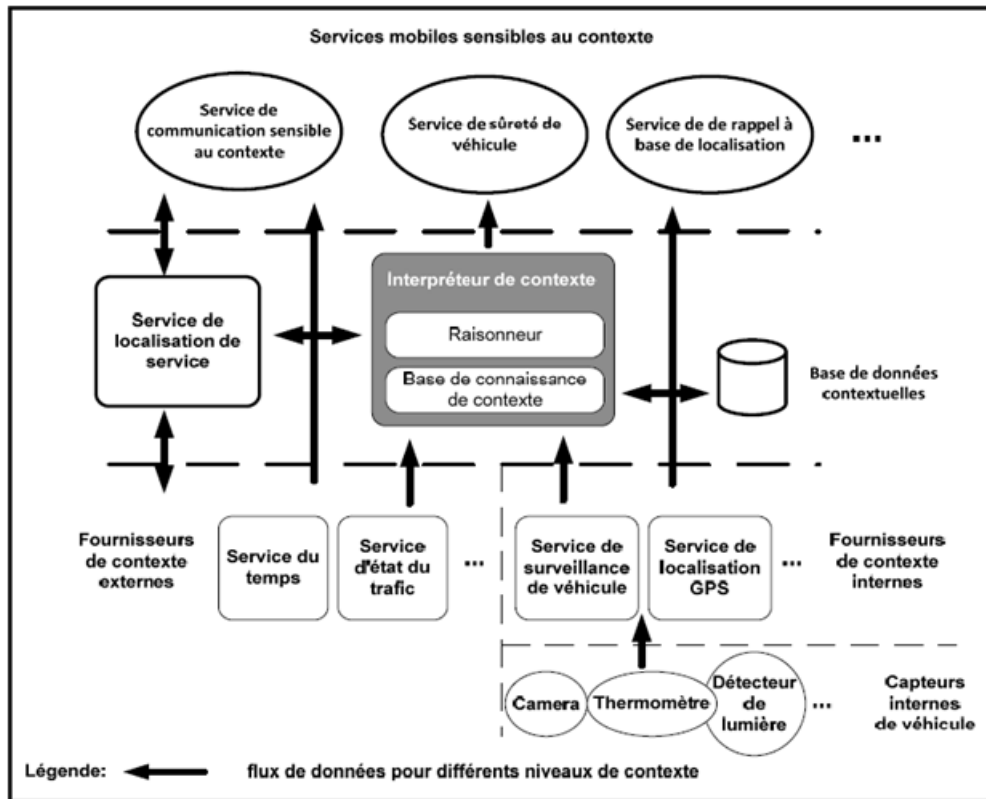 Services mobiles sensibles au contexte
Service de
communication sensible
au contexte
Service de sûreté de
véhicule
Service de de rappel à
base de localisation
...
Service de
localisation de
service
Interpréteur de contexte
Raisonneur
Base de connaissance
de contexte
Base de données
contextuelles
Fournisseurs
de contexte
externes
Service du
temps
Service
d'état du
trafic
...
Service de
surveillance
de véhicule
Service de
localisation
GPS
...
Fournisseurs
de contexte
internes
Camera
Thermomètre
Détecteur
de
lumière
...
Capteurs
internes
de véhicule
Légende:
flux de données pour différents niveaux de contexte